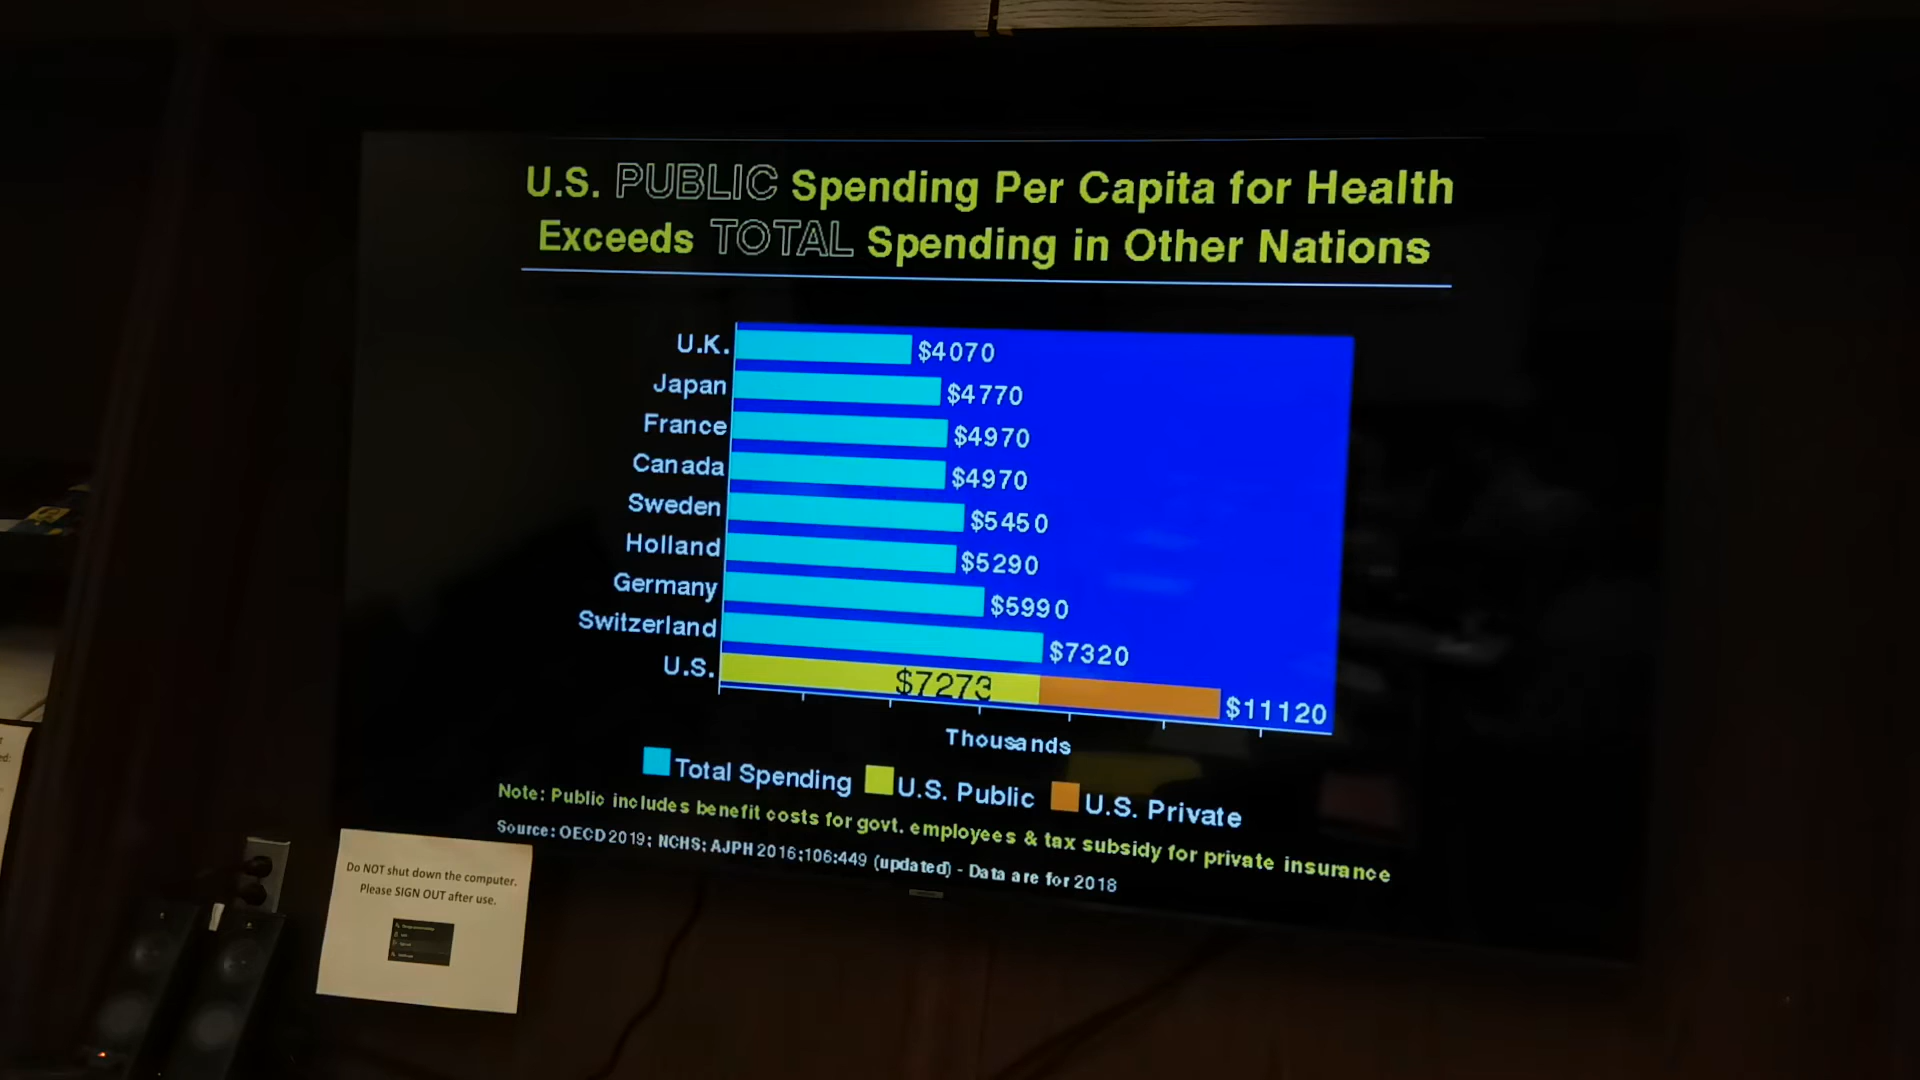 U.S. PUBLIC Spending Per Capita for Health
Exceeds TOTAL Spending in Other Nations
U.K. $4070
Japan $4770
France $4970
Canada $4970
Sweden $5450
Holland $5290
Germany $5990
Switzerland $7320
U.S. $7273 $11120
Thousands
Total Spending U.S. Public U.S. Private
Note: Public includes benefit costs for govt. employees & tax subsidy for private insurance
Source: OECD 2019; NCHS; AJPH 2016;106:449 (updated) - Data are for 2018
Do NOT shut down the computer.
Please SIGN OUT after use.